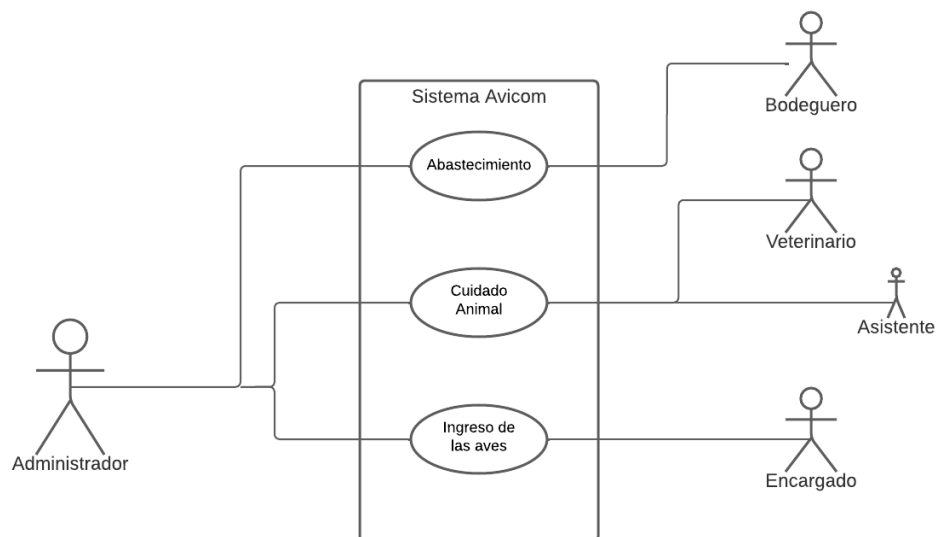 Sistema Avicom
Bodeguero
Abastecimiento
Veterinario
Cuidado
Animal
Asistente
Administrador
Ingreso de
las aves
Encargado